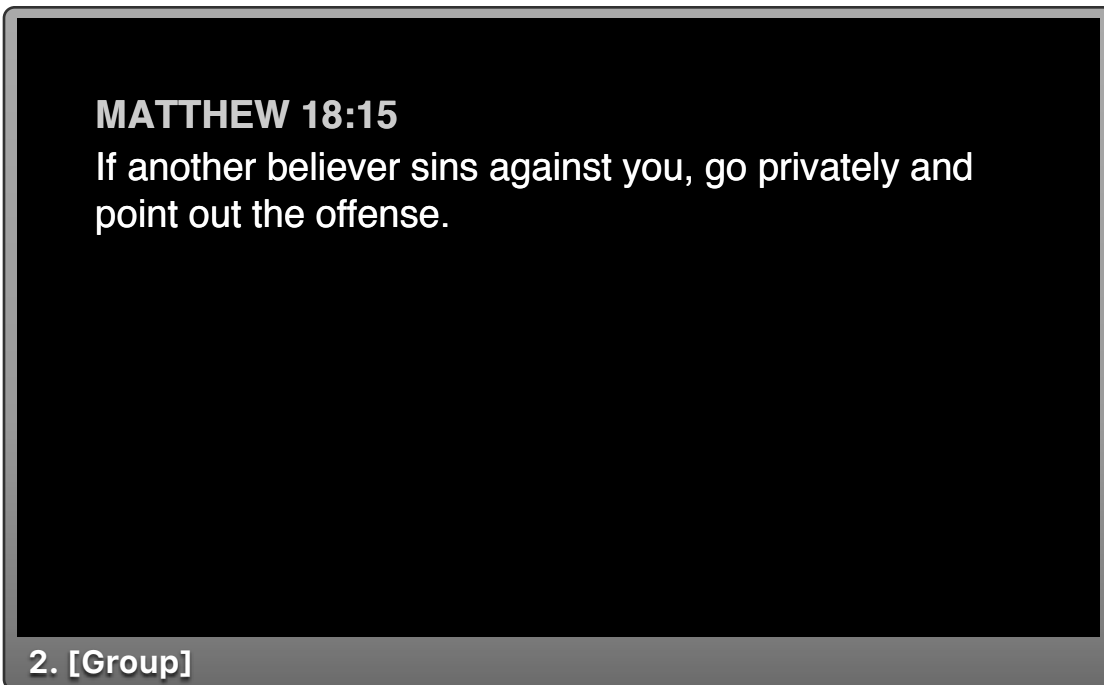 MATTHEW 18:15
If another believer sins against you, go privately and
point out the offense.
2. [Group]